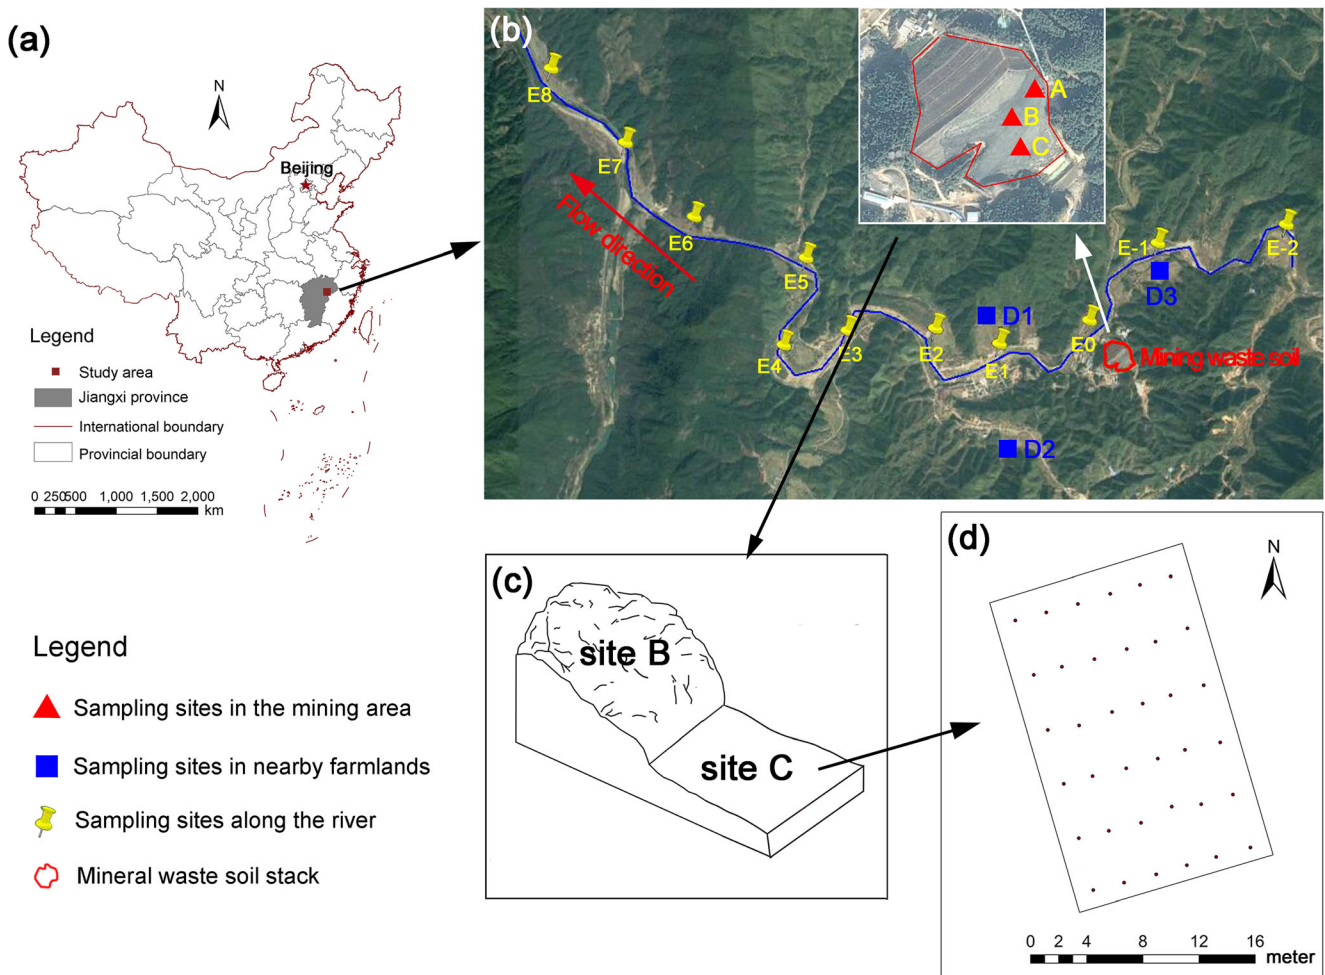 (a)
N
Beijing
Legend
Study area
Jiangxi province
International boundary
Provincial boundary
0 250500 1,000 1,500 2,000
km
(b)
E8
E7
E6
Flow direction
E5
E4
E3
E2
E1
E0
E-1
E-2
A
B
C
D1
D2
D3
Mining waste soil
Legend
Sampling sites in the mining area
Sampling sites in nearby farmlands
Sampling sites along the river
Mineral waste soil stack
(c)
site B
site C
(d)
N
0 2 4 8 12 16 meter